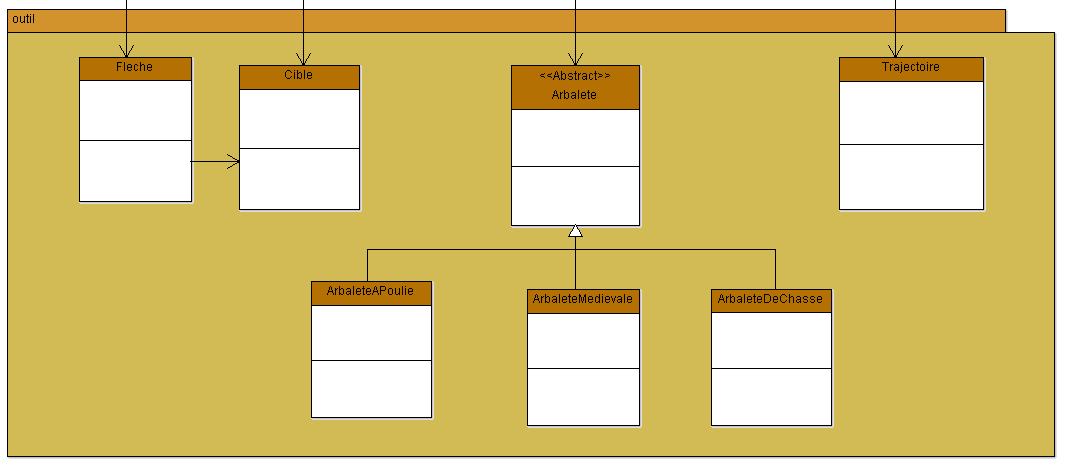 outil
Fleche
Cible
<<Abstract>>
Arbalete
Trajectoire
ArbaleteAPoulie
ArbaleteMedievale
ArbaleteDeChasse